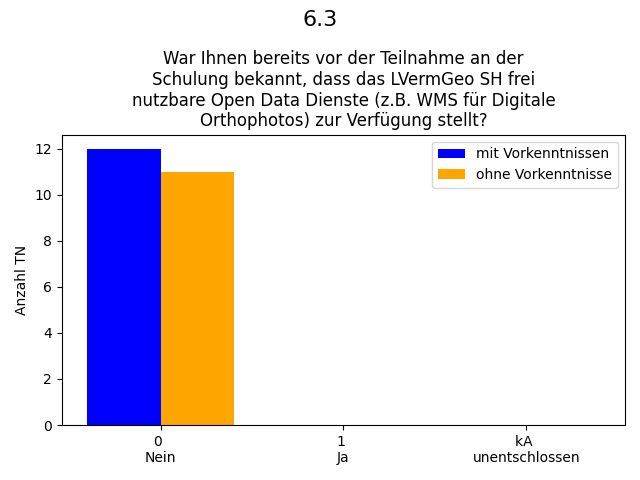 6.3
War Ihnen bereits vor der Teilnahme an der
Schulung bekannt, dass das LVermGeo SH frei
nutzbare Open Data Dienste (z.B. WMS für Digitale
Orthophotos) zur Verfügung stellt?
mit Vorkenntnissen
ohne Vorkenntnisse
Anzahl TN
12
10
8
6
4
2
0
0 1 kA
Nein Ja unentschlossen